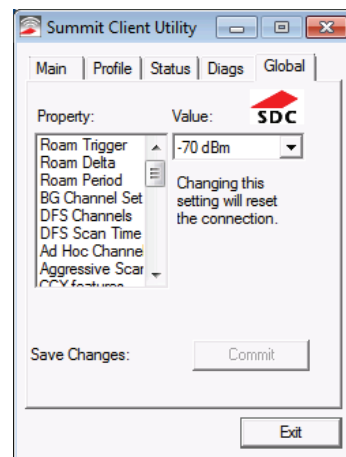 Summit Client Utility
Main Profile Status Diags Global
Property: Value: SDC
Roam Trigger
Roam Delta
Roam Period
BG Channel Set
DFS Channels
DFS Scan Time
Ad Hoc Channe
Aggressive Scar
CCX features
-70 dBm
Changing this
setting will reset
the connection.
Save Changes: Commit
Exit